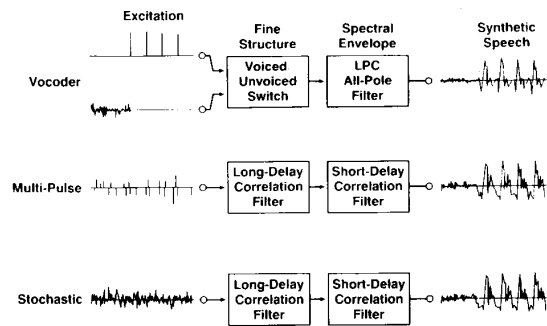 Excitation
Fine
Structure
Spectral
Envelope
Synthetic
Speech
Vocoder
Voiced
Unvoiced
Switch
LPC
All-Pole
Filter
Multi-Pulse
Long-Delay
Correlation
Filter
Short-Delay
Correlation
Filter
Stochastic
Long-Delay
Correlation
Filter
Short-Delay
Correlation
Filter